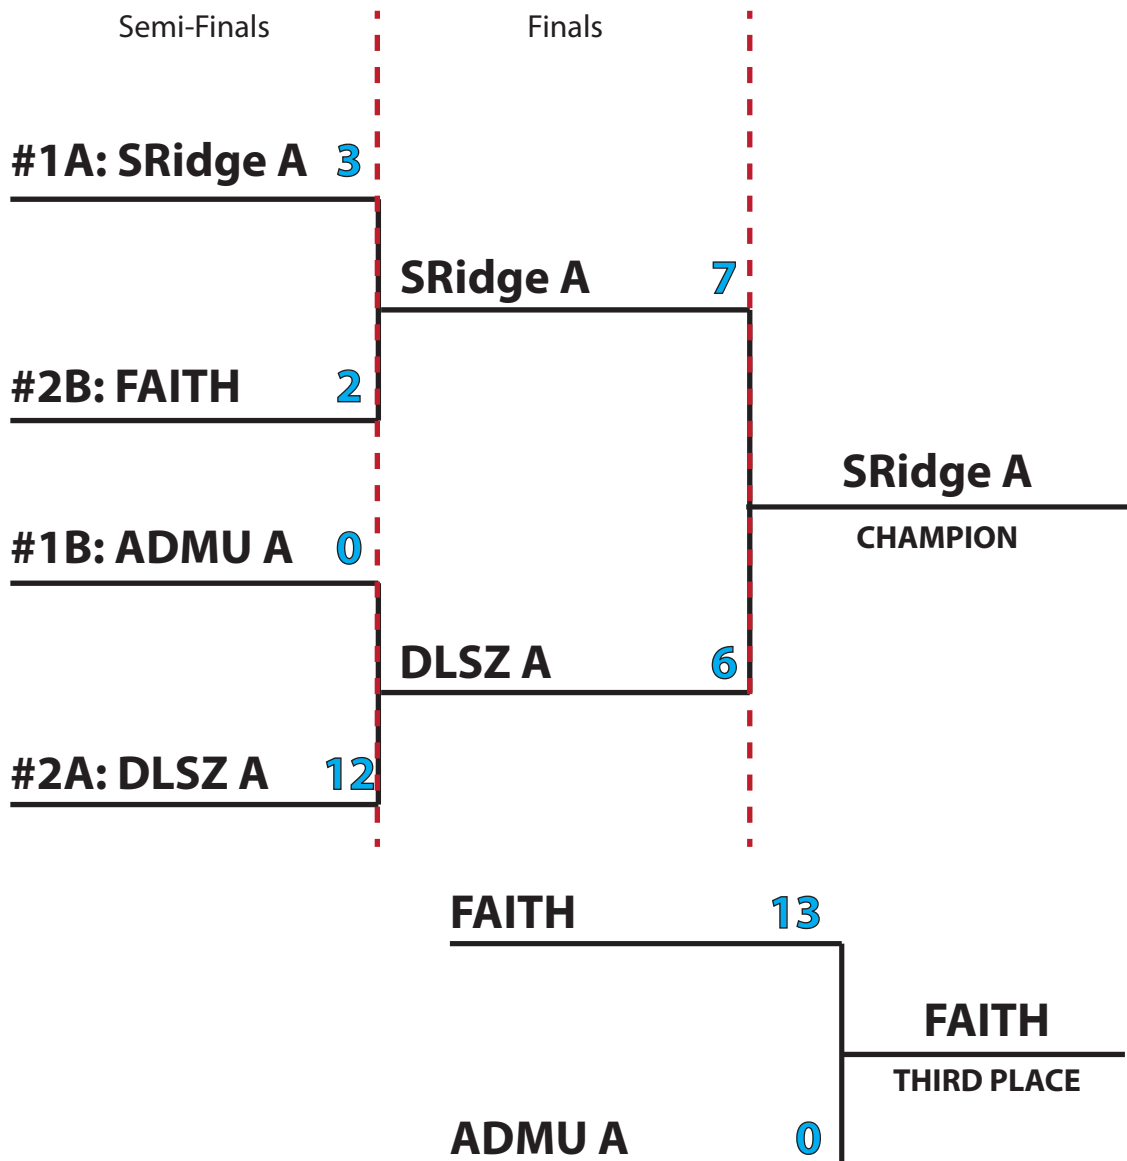 Semi-Finals Finals
#1A: SRidge A 3
SRidge A 7
#2B: FAITH 2
SRidge A
CHAMPION
#1B: ADMU A 0
DLSZ A 6
#2A: DLSZ A 12
FAITH 13
FAITH
THIRD PLACE
ADMU A 0